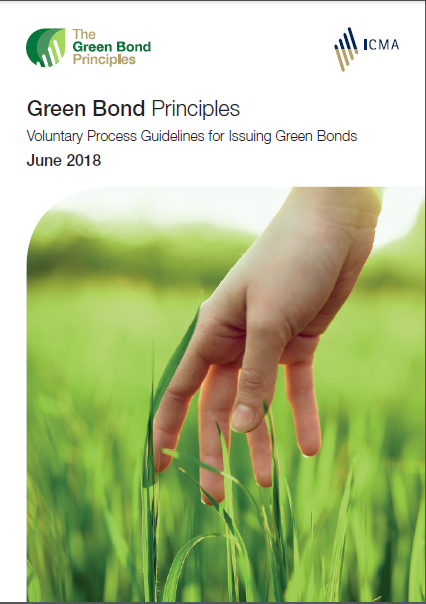 The
Green Bond
Principles
ICMA
Green Bond Principles
Voluntary Process Guidelines for Issuing Green Bonds
June 2018